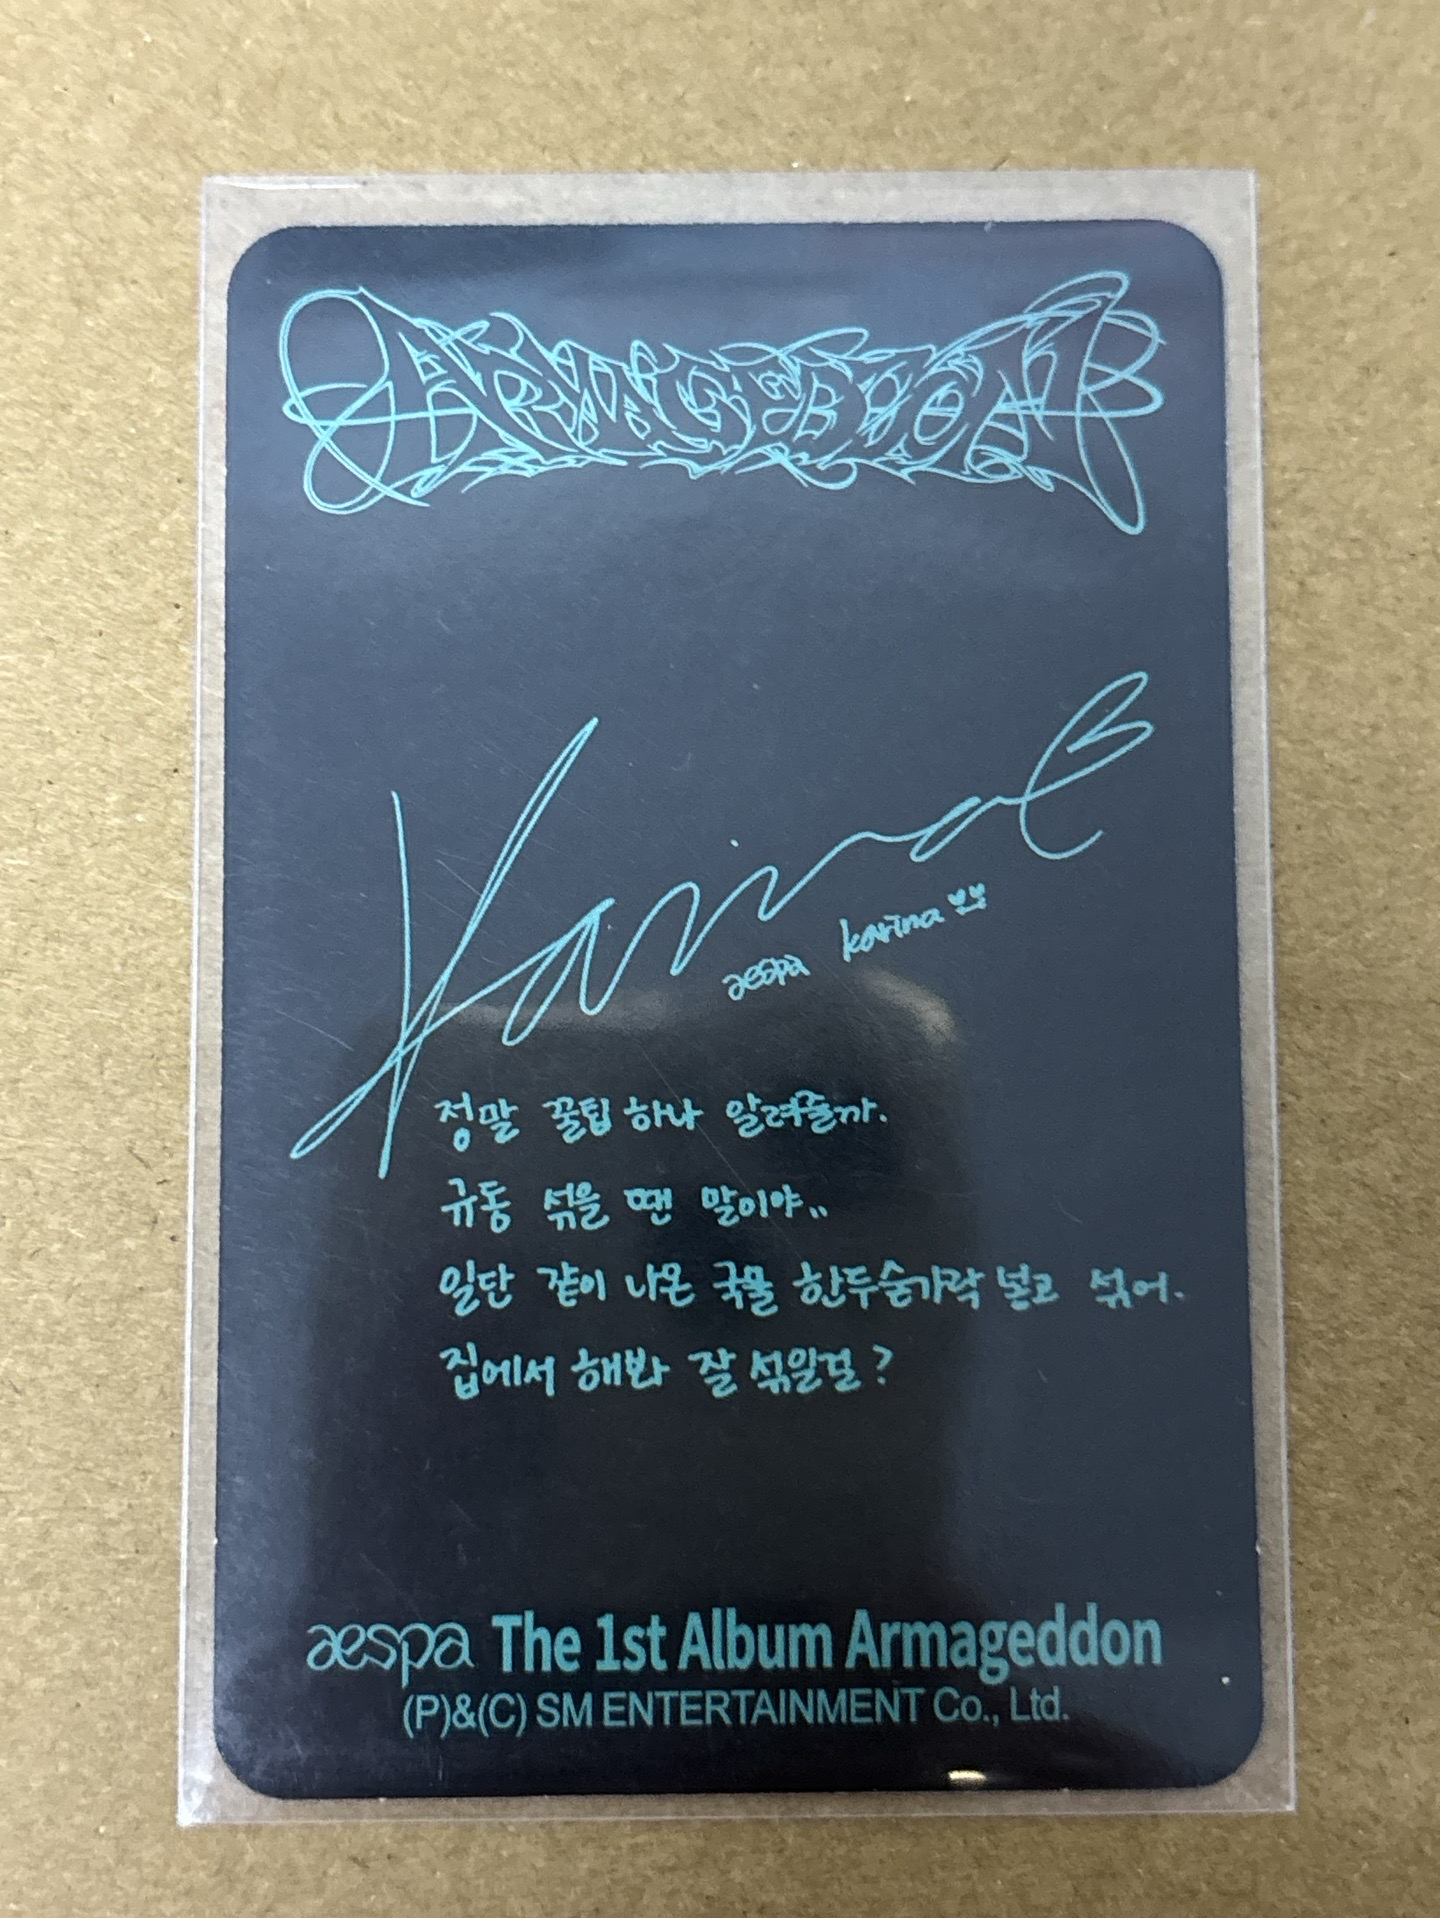 ARMAGEDDON
Karina
aespa karina
정말 꿀팁 하나 알려줄까.
규동 섞을 땐 말이야..
일단 같이 나온 국물 한두숟가락 넣고 섞어.
집에서 해봐 잘 섞일걸?
aespa The 1st Album Armageddon
(P)&(C) SM ENTERTAINMENT Co., Ltd.